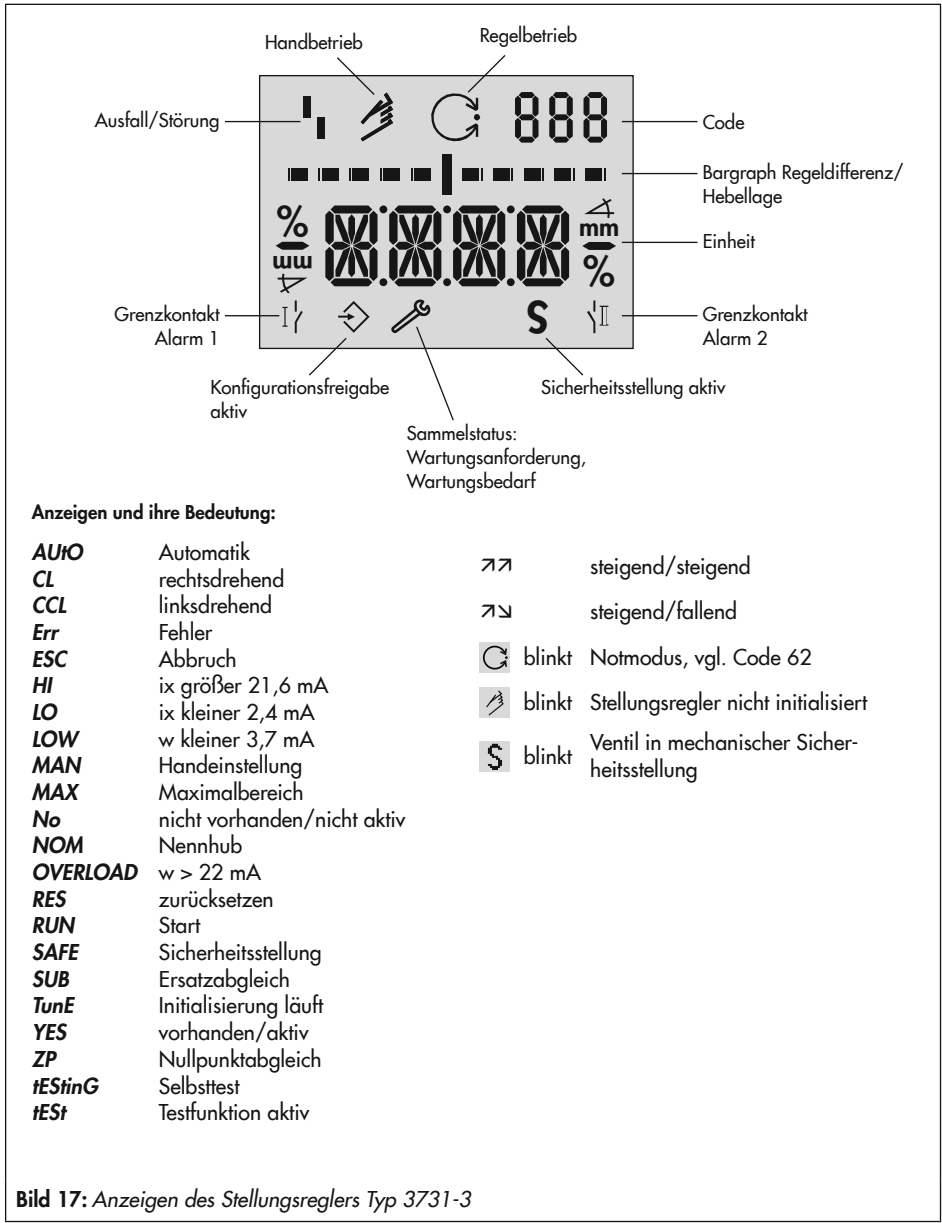 Handbetrieb
Regelbetrieb
Ausfall/Störung
888
Code
Bargraph Regeldifferenz/
Hebellage
%
mm
mm
%
Einheit
Grenzkontakt
Alarm 1
I
S
II
Grenzkontakt
Alarm 2
Konfigurationsfreigabe
aktiv
Sicherheitsstellung aktiv
Sammelstatus:
Wartungsanforderung,
Wartungsbedarf
Anzeigen und ihre Bedeutung:
AUtO Automatik
CL rechtsdrehend
CCL linksdrehend
Err Fehler
ESC Abbruch
HI ix größer 21,6 mA
LO ix kleiner 2,4 mA
LOW w kleiner 3,7 mA
MAN Handeinstellung
MAX Maximalbereich
No nicht vorhanden/nicht aktiv
NOM Nennhub
OVERLOAD w > 22 mA
RES zurücksetzen
RUN Start
SAFE Sicherheitsstellung
SUB Ersatzabgleich
TunE Initialisierung läuft
YES vorhanden/aktiv
ZP Nullpunktabgleich
tEStinG Selbsttest
tESt Testfunktion aktiv
↗↗ steigend/steigend
↗↘ steigend/fallend
blinkt Notmodus, vgl. Code 62
blinkt Stellungsregler nicht initialisiert
S blinkt Ventil in mechanischer Sicher-
heitsstellung
Bild 17: Anzeigen des Stellungsreglers Typ 3731-3